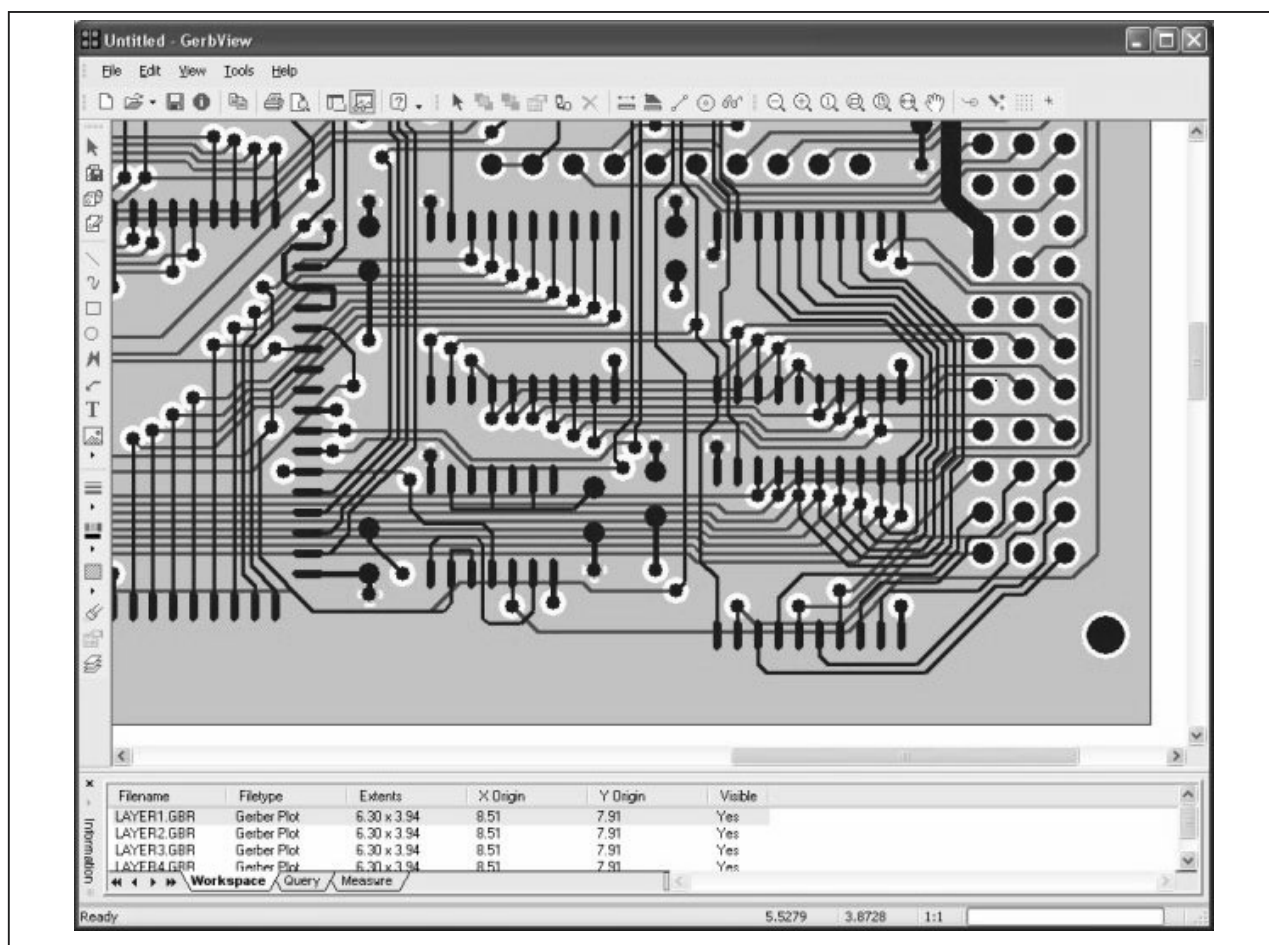 Untitled - GerbView
File Edit View Tools Help
T
Filename Filetype Extents X Origin Y Origin Visible
LAYER1.GBR Gerber Plot 6.30 x 3.94 8.51 7.91 Yes
LAYER2.GBR Gerber Plot 6.30 x 3.94 8.51 7.91 Yes
LAYER3.GBR Gerber Plot 6.30 x 3.94 8.51 7.91 Yes
LAYER4.GBR Gerber Plot 6.30 x 3.94 8.51 7.91 Yes
Information
Workspace Query Measure
Ready 5.5279 3.8728 1:1